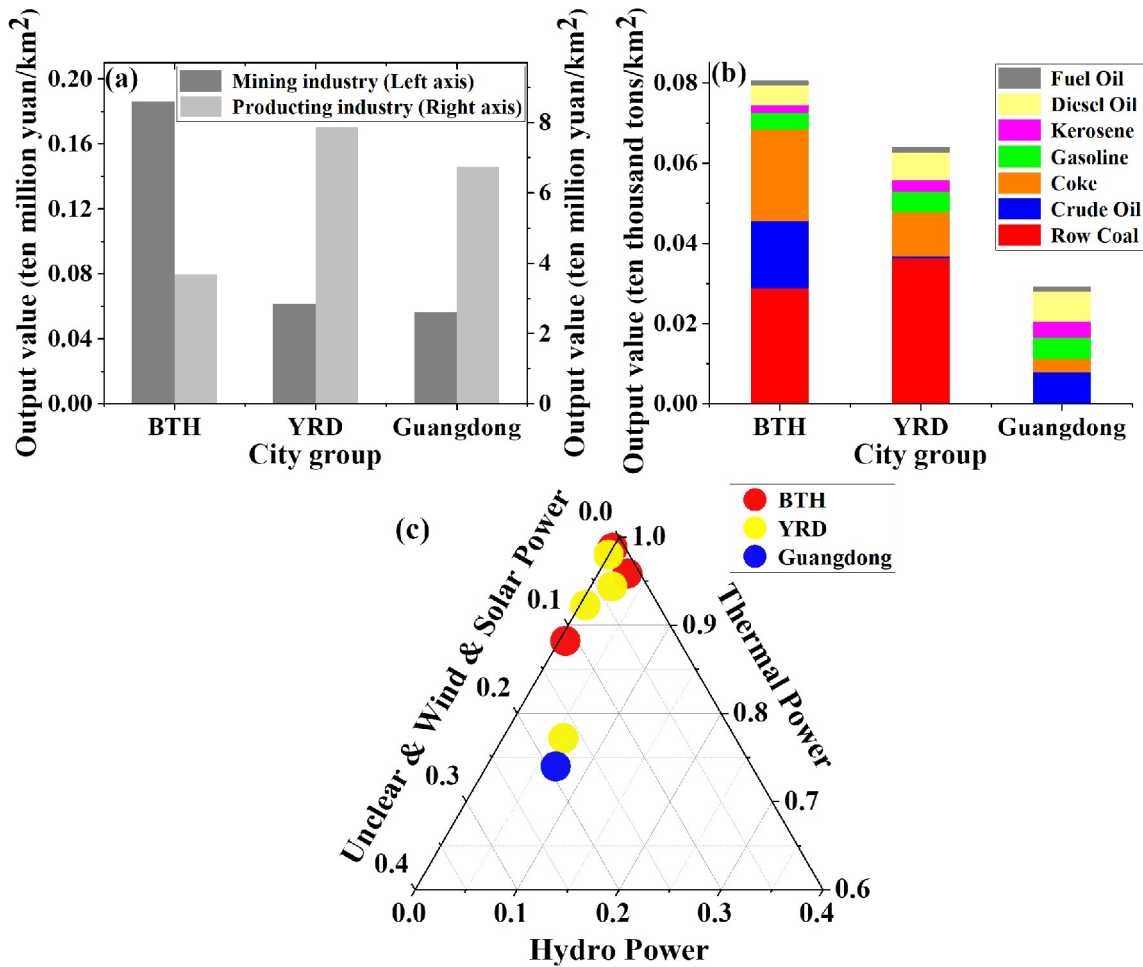 (a)
Mining industry (Left axis)
Producting industry (Right axis)
Output value (ten million yuan/km²)
0.20
0.16
0.12
0.08
0.04
0.00
8
6
4
2
0
Output value (ten million yuan/km²)
BTH
YRD
Guangdong
City group
(b)
Fuel Oil
Diesel Oil
Kerosene
Gasoline
Coke
Crude Oil
Row Coal
Output value (ten thousand tons/km²)
0.08
0.06
0.04
0.02
0.00
BTH
YRD
Guangdong
City group
(c)
BTH
YRD
Guangdong
Unclear & Wind & Solar Power
0.0
0.1
0.2
0.3
0.4
Thermal Power
1.0
0.9
0.8
0.7
0.6
0.0
0.1
0.2
0.3
0.4
Hydro Power